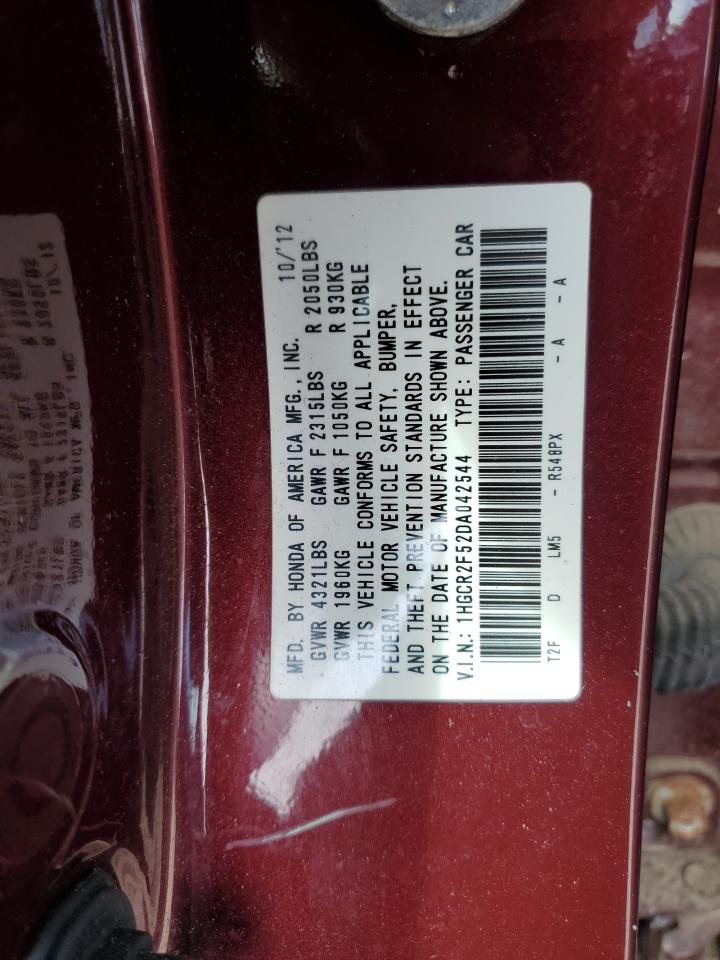 MFD. BY HONDA OF AMERICA MFG., INC. 10/'12
GVWR 4321LBS GAWR F 2315LBS R 2050LBS
GVWR 1960KG GAWR F 1050KG R 930KG
THIS VEHICLE CONFORMS TO ALL APPLICABLE
FEDERAL MOTOR VEHICLE SAFETY, BUMPER,
AND THEFT PREVENTION STANDARDS IN EFFECT
ON THE DATE OF MANUFACTURE SHOWN ABOVE.
V.I.N.: 1HGCR2F52DA042544 TYPE: PASSENGER CAR
T2F D LM5 - R548PX - A - A